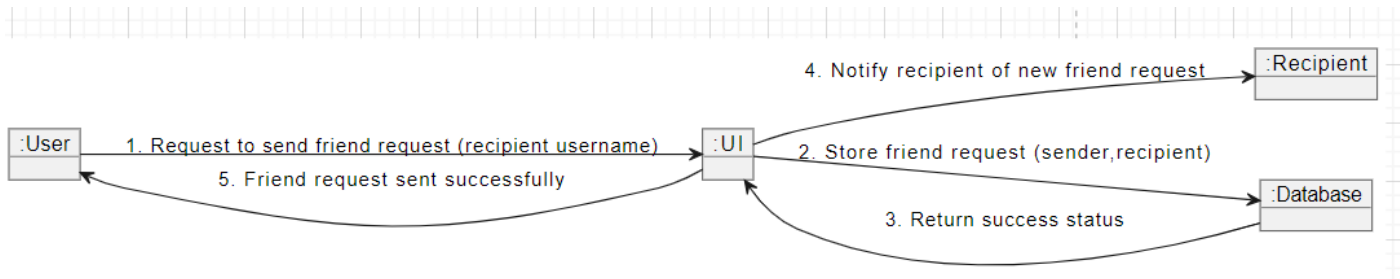 :Recipient
4. Notify recipient of new friend request
:User
1. Request to send friend request (recipient username)
:UI
2. Store friend request (sender,recipient)
5. Friend request sent successfully
:Database
3. Return success status